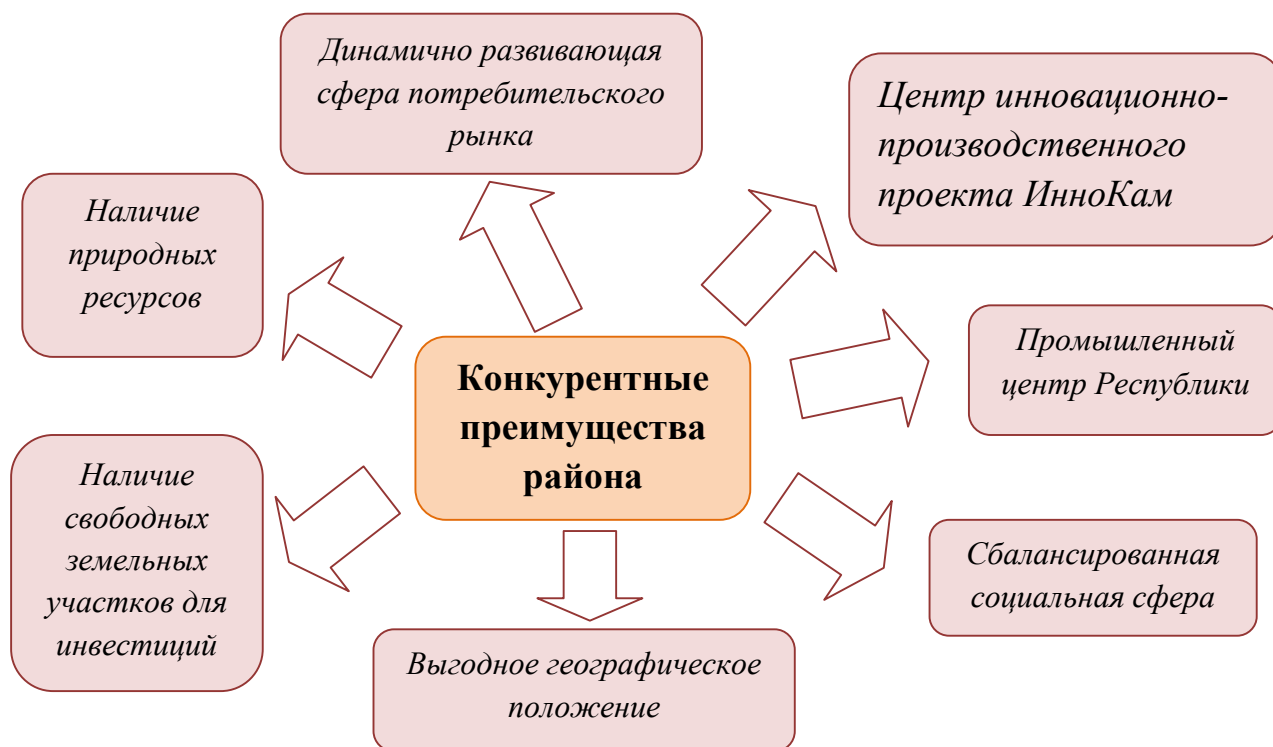 Динамично развивающая
сфера потребительского
рынка
Центр инновационно-
производственного
проекта ИнноКам
Наличие
природных
ресурсов
Промышленный
центр Республики
Конкурентные
преимущества
района
Наличие
свободных
земельных
участков для
инвестиций
Сбалансированная
социальная сфера
Выгодное географическое
положение